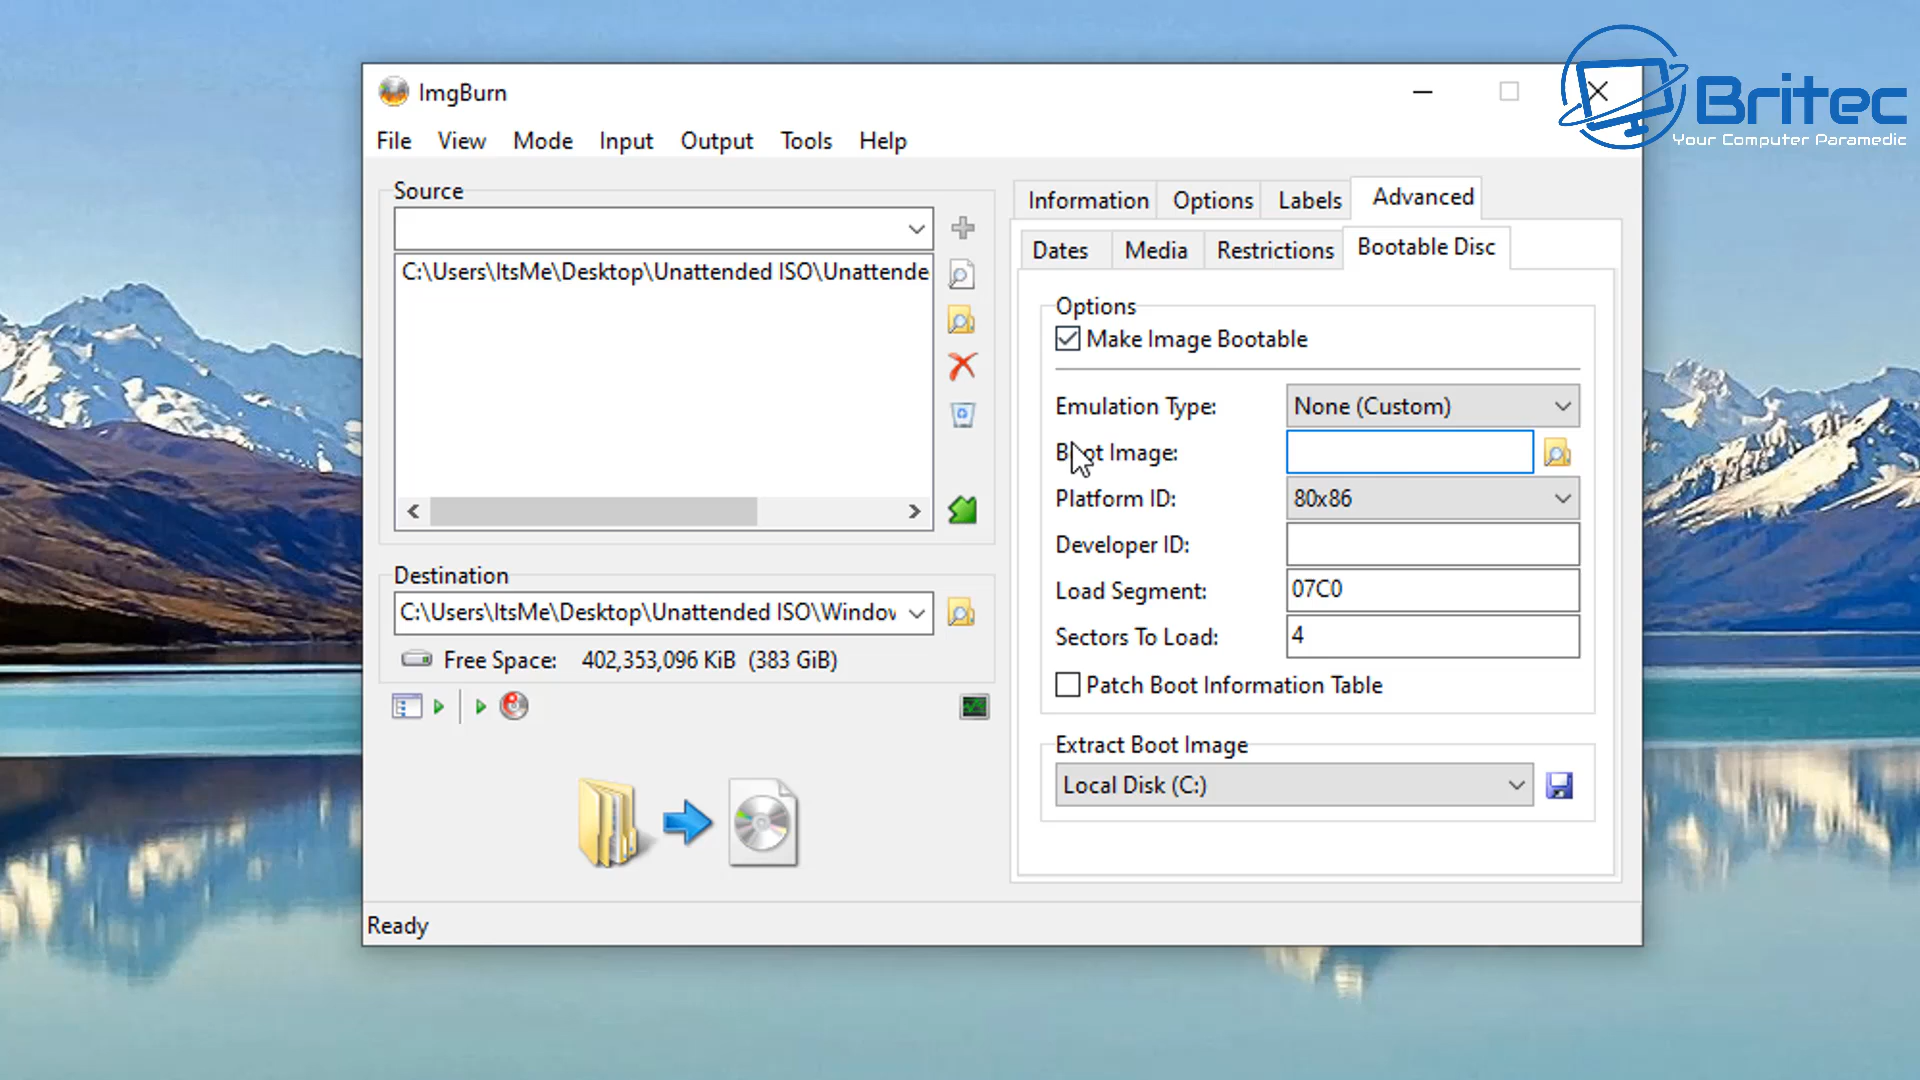 ImgBurn
Britec
Your Computer Paramedic
File View Mode Input Output Tools Help
Source
C:\Users\ItsMe\Desktop\Unattended ISO\Unattende
Destination
C:\Users\ItsMe\Desktop\Unattended ISO\Window
Free Space: 402,353,096 KiB (383 GiB)
Information Options Labels Advanced
Dates Media Restrictions Bootable Disc
Options
Make Image Bootable
Emulation Type: None (Custom)
Boot Image:
Platform ID: 80x86
Developer ID:
Load Segment: 07C0
Sectors To Load: 4
Patch Boot Information Table
Extract Boot Image
Local Disk (C:)
Ready